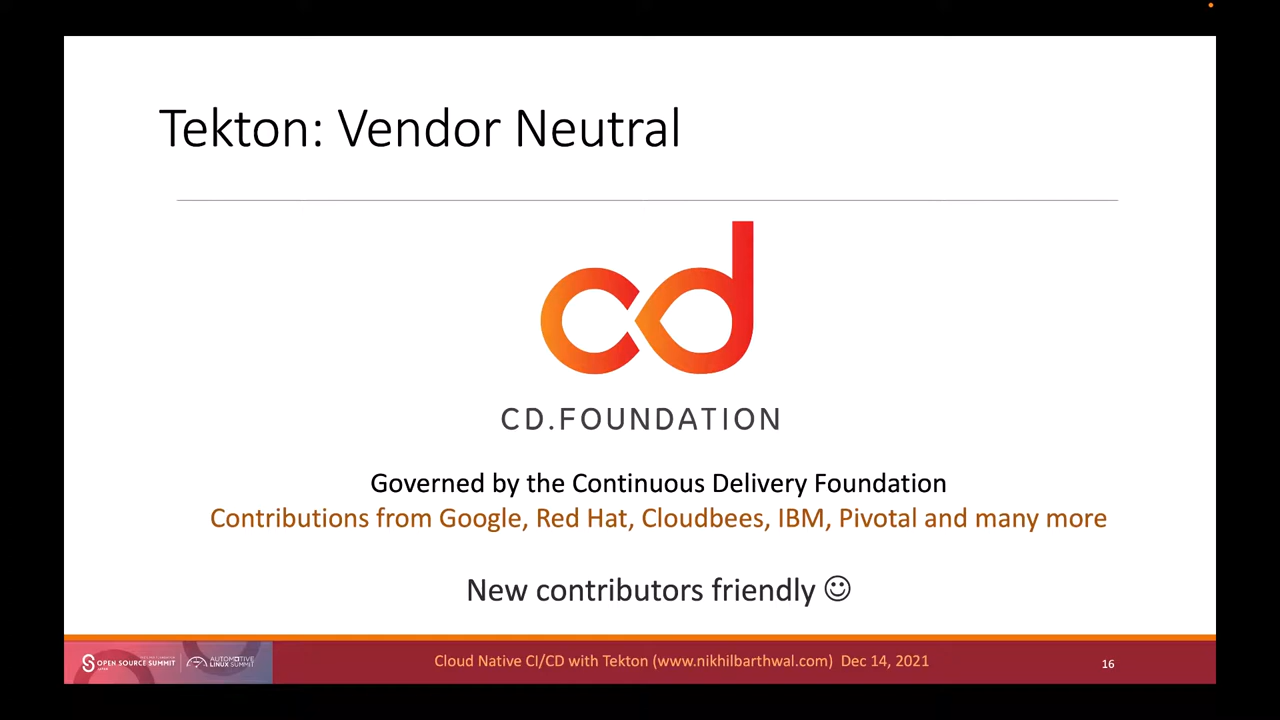 Tekton: Vendor Neutral
cd
CD.FOUNDATION
Governed by the Continuous Delivery Foundation
Contributions from Google, Red Hat, Cloudbees, IBM, Pivotal and many more
New contributors friendly ☺
OPEN SOURCE SUMMIT
AUTOMOTIVE
LINUX SUMMIT
Cloud Native CI/CD with Tekton (www.nikhilbarthwal.com) Dec 14, 2021
16